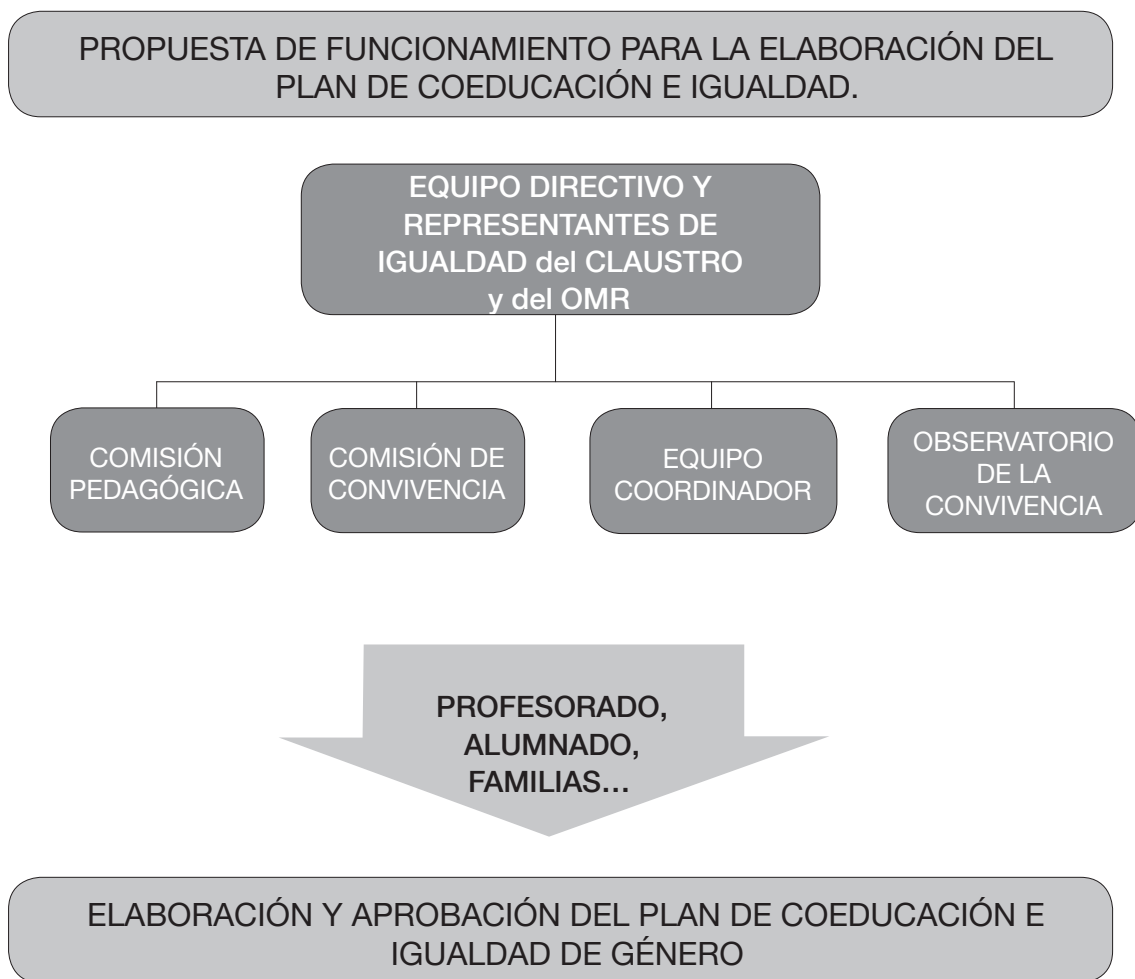 PROPUESTA DE FUNCIONAMIENTO PARA LA ELABORACIÓN DEL
PLAN DE COEDUCACIÓN E IGUALDAD.
EQUIPO DIRECTIVO Y
REPRESENTANTES DE
IGUALDAD del CLAUSTRO
y del OMR
COMISIÓN
PEDAGÓGICA
COMISIÓN DE
CONVIVENCIA
EQUIPO
COORDINADOR
OBSERVATORIO
DE LA
CONVIVENCIA
PROFESORADO,
ALUMNADO,
FAMILIAS...
ELABORACIÓN Y APROBACIÓN DEL PLAN DE COEDUCACIÓN E
IGUALDAD DE GÉNERO